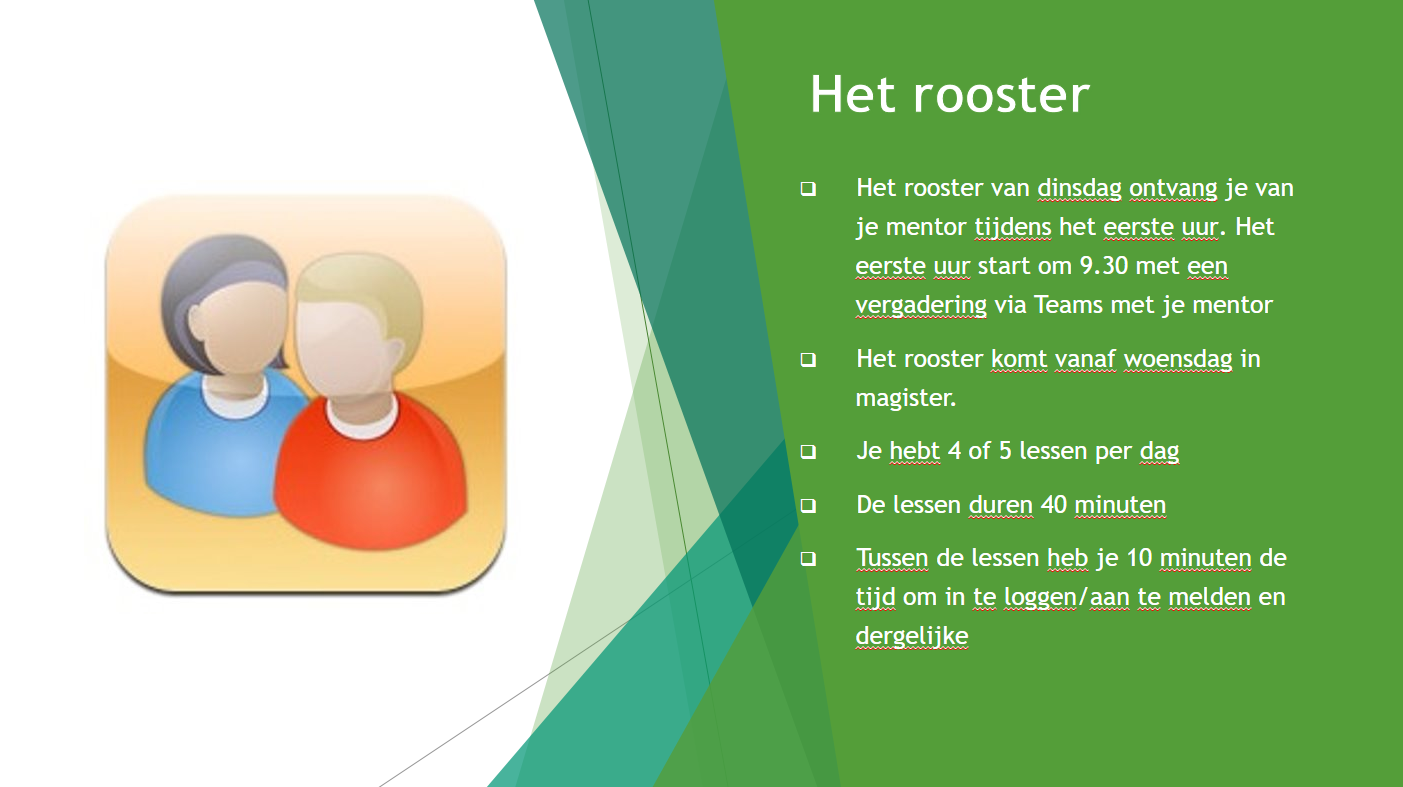 Het rooster
Het rooster van dinsdag ontvang je van
je mentor tijdens het eerste uur. Het
eerste uur start om 9.30 met een
vergadering via Teams met je mentor
Het rooster komt vanaf woensdag in
magister.
Je hebt 4 of 5 lessen per dag
De lessen duren 40 minuten
Tussen de lessen heb je 10 minuten de
tijd om in te loggen/aan te melden en
dergelijke